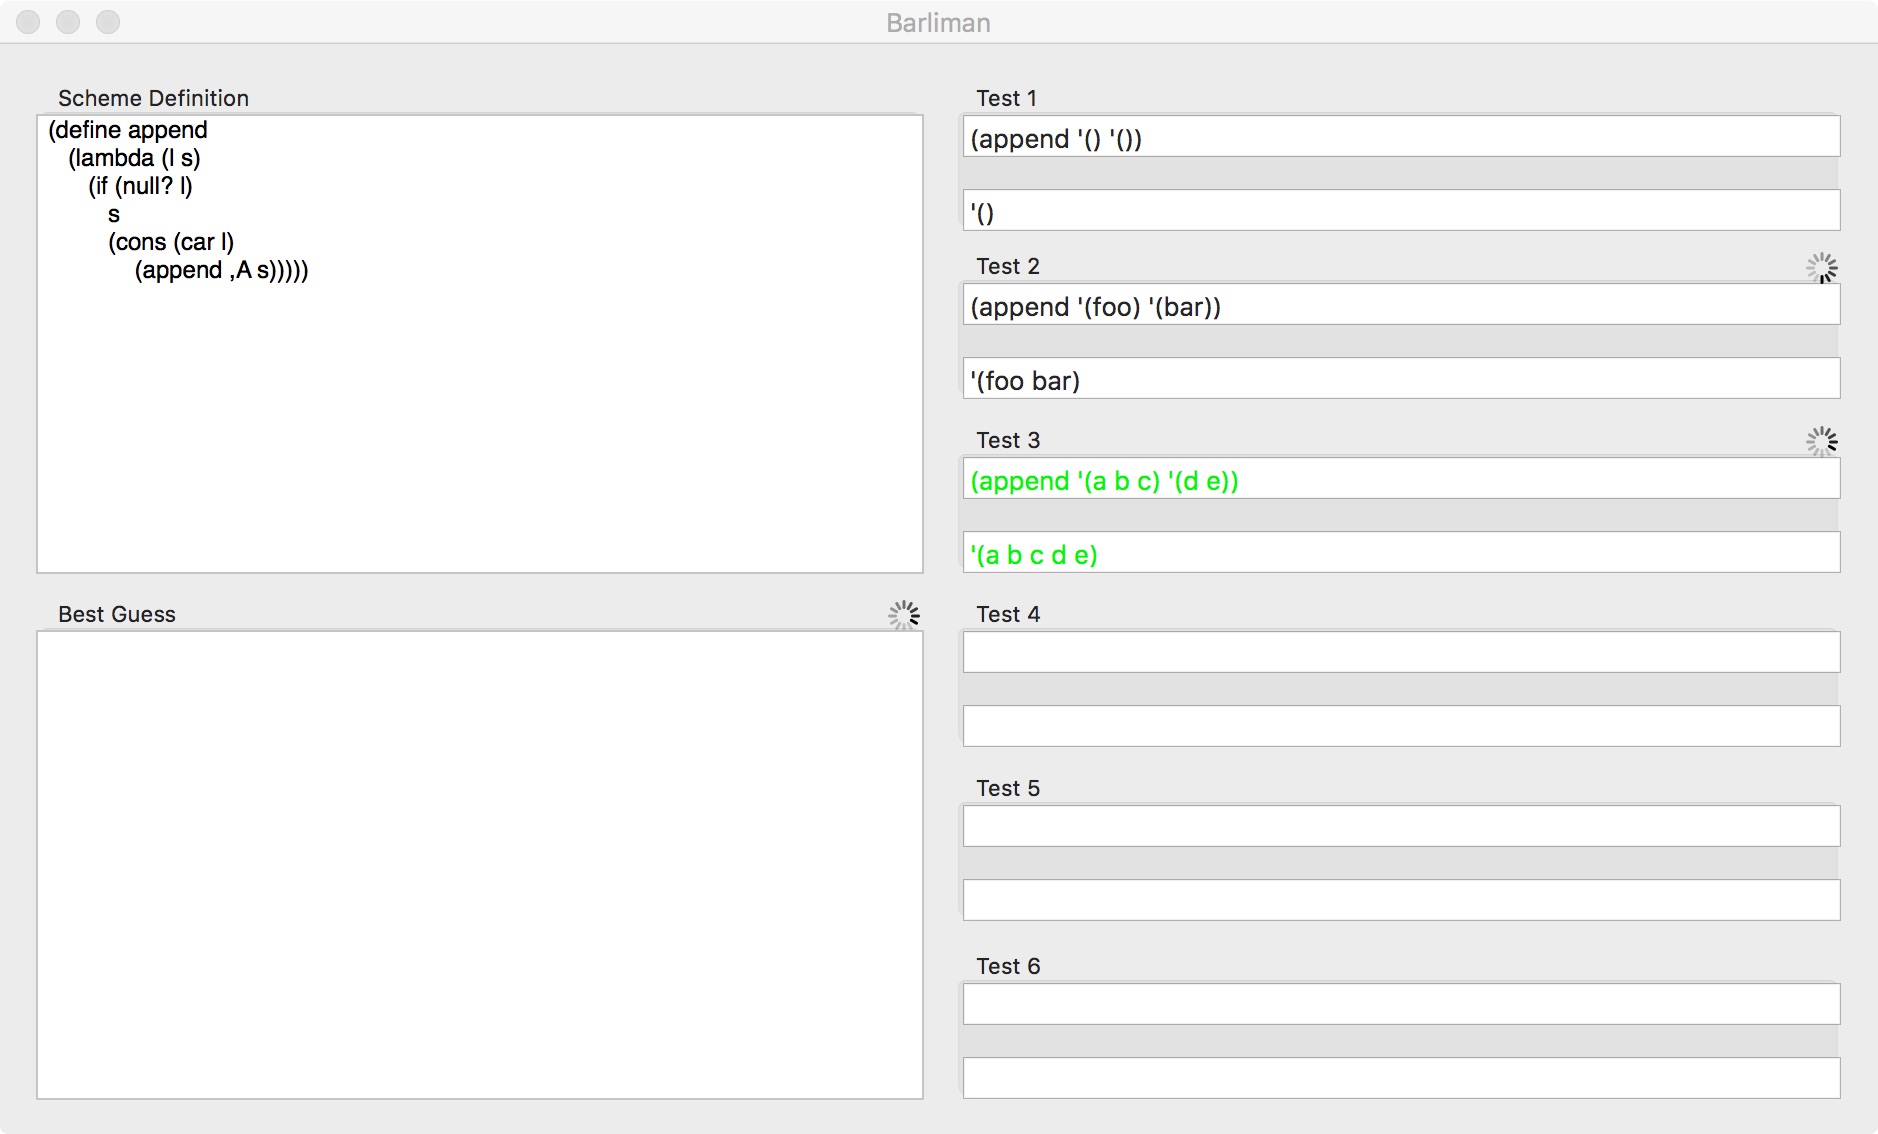 Barliman
Scheme Definition
(define append
(lambda (l s)
(if (null? l)
s
(cons (car l)
(append ,A s)))))
Best Guess
Test 1
(append '() '())
'()
Test 2
(append '(foo) '(bar))
'(foo bar)
Test 3
(append '(a b c) '(d e))
'(a b c d e)
Test 4
Test 5
Test 6